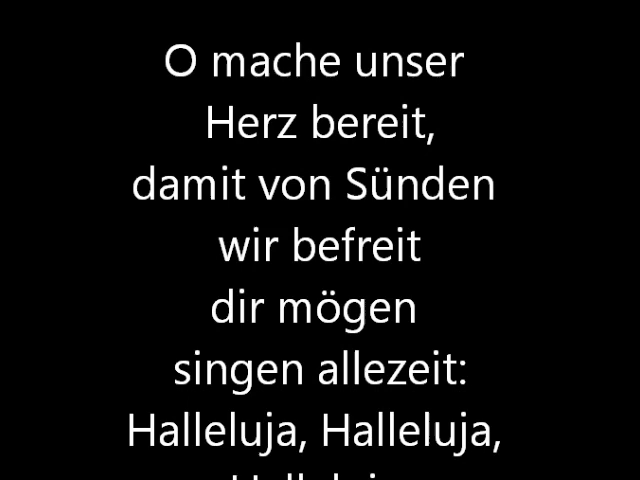 O mache unser
Herz bereit,
damit von Sünden
wir befreit
dir mögen
singen allezeit:
Halleluja, Halleluja,